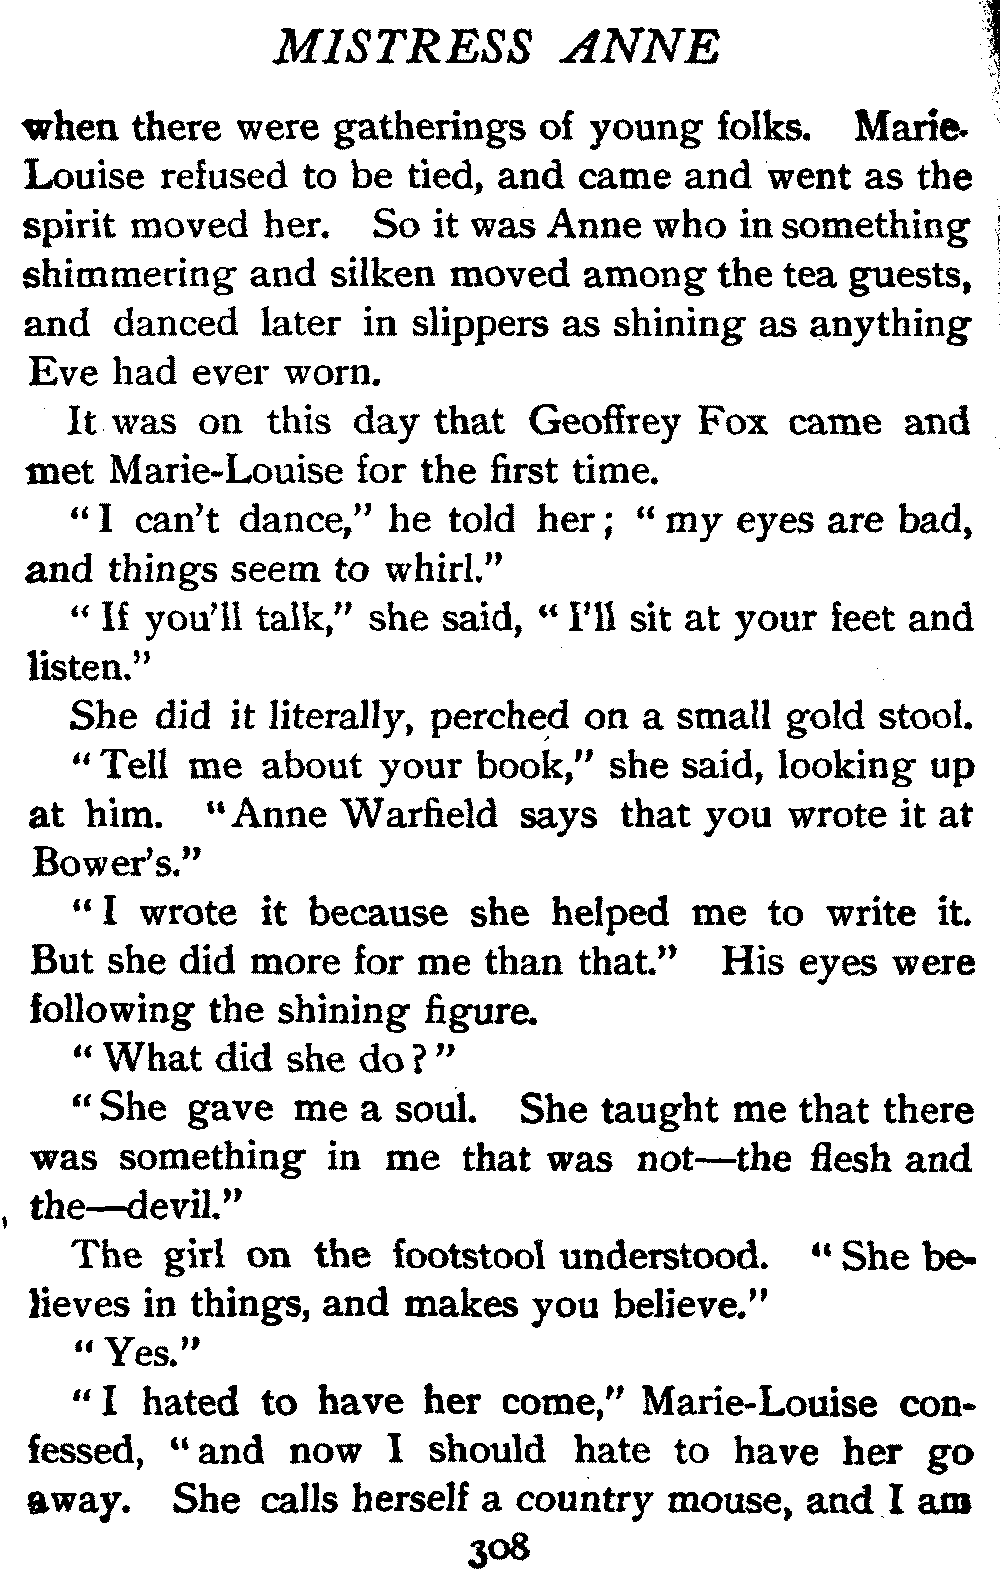 MISTRESS ANNE
when there were gatherings of young folks. Marie-
Louise refused to be tied, and came and went as the
spirit moved her. So it was Anne who in something
shimmering and silken moved among the tea guests,
and danced later in slippers as shining as anything
Eve had ever worn.
It was on this day that Geoffrey Fox came and
met Marie-Louise for the first time.
"I can't dance," he told her; "my eyes are bad,
and things seem to whirl."
"If you'll talk," she said, "I'll sit at your feet and
listen."
She did it literally, perched on a small gold stool.
"Tell me about your book," she said, looking up
at him. "Anne Warfield says that you wrote it at
Bower's."
"I wrote it because she helped me to write it.
But she did more for me than that." His eyes were
following the shining figure.
"What did she do?"
"She gave me a soul. She taught me that there
was something in me that was not—the flesh and
the—devil."
The girl on the footstool understood. "She be-
lieves in things, and makes you believe."
"Yes."
"I hated to have her come," Marie-Louise con-
fessed, "and now I should hate to have her go
away. She calls herself a country mouse, and I am
308